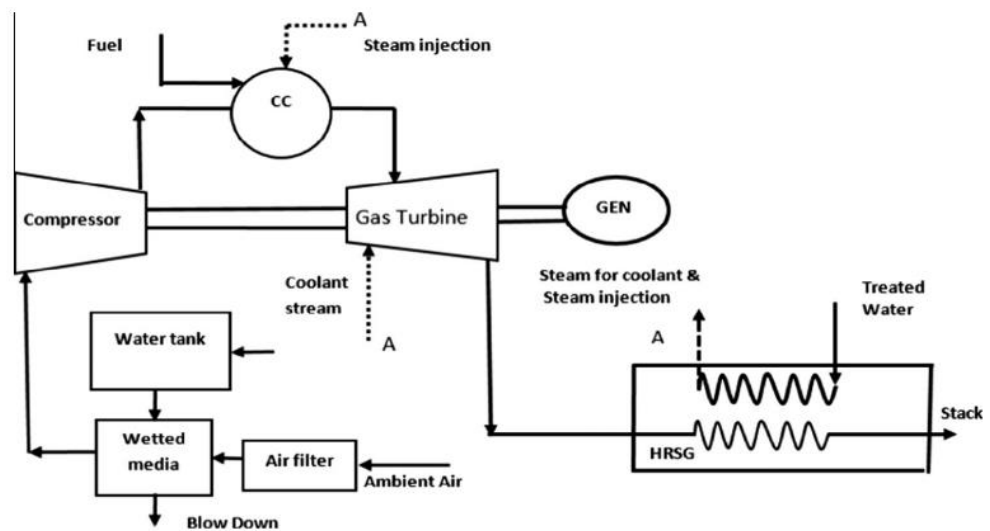 A
Fuel
Steam injection
CC
Compressor
Gas Turbine
GEN
Coolant
stream
A
Steam for coolant &
Steam injection
Treated
Water
A
Water tank
Wetted
media
Air filter
Ambient Air
Blow Down
HRSG
Stack